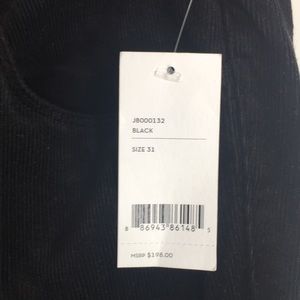 JB000132
BLACK
SIZE 31
8 86943 86148 5
MSRP $198.00